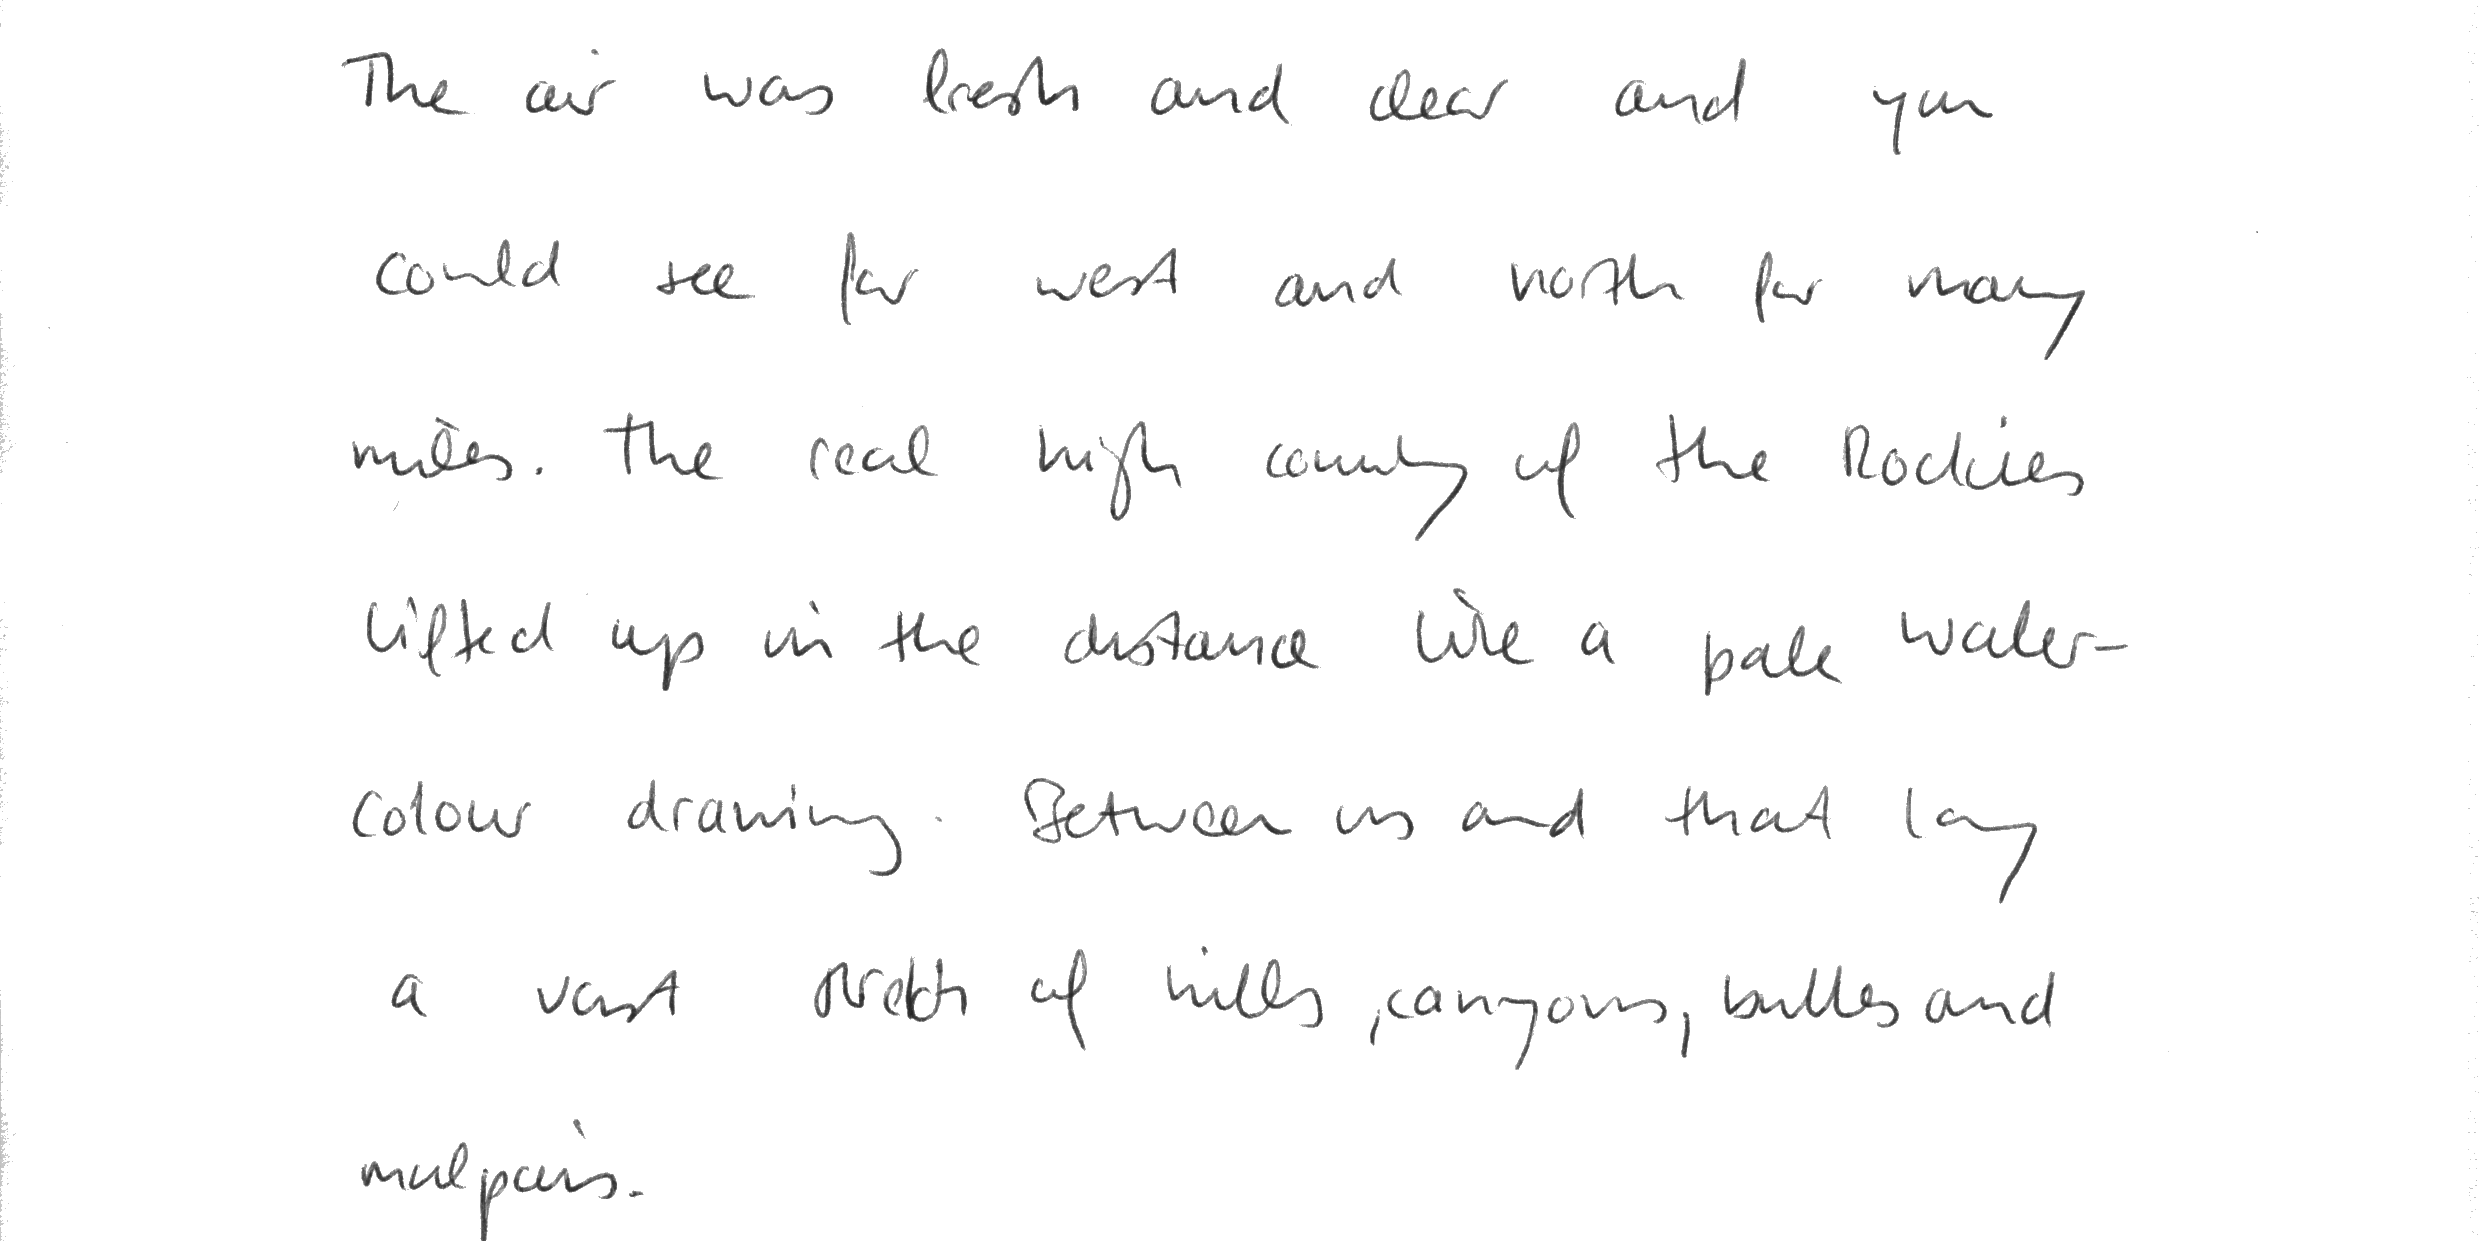 The air was fresh and clear and you
could see far west and north for many
miles. The real high country of the Rockies
lifted up in the distance like a pale water-
colour drawing. Between us and that lay
a vast stretch of hills, canyons, buttes and
malpais.